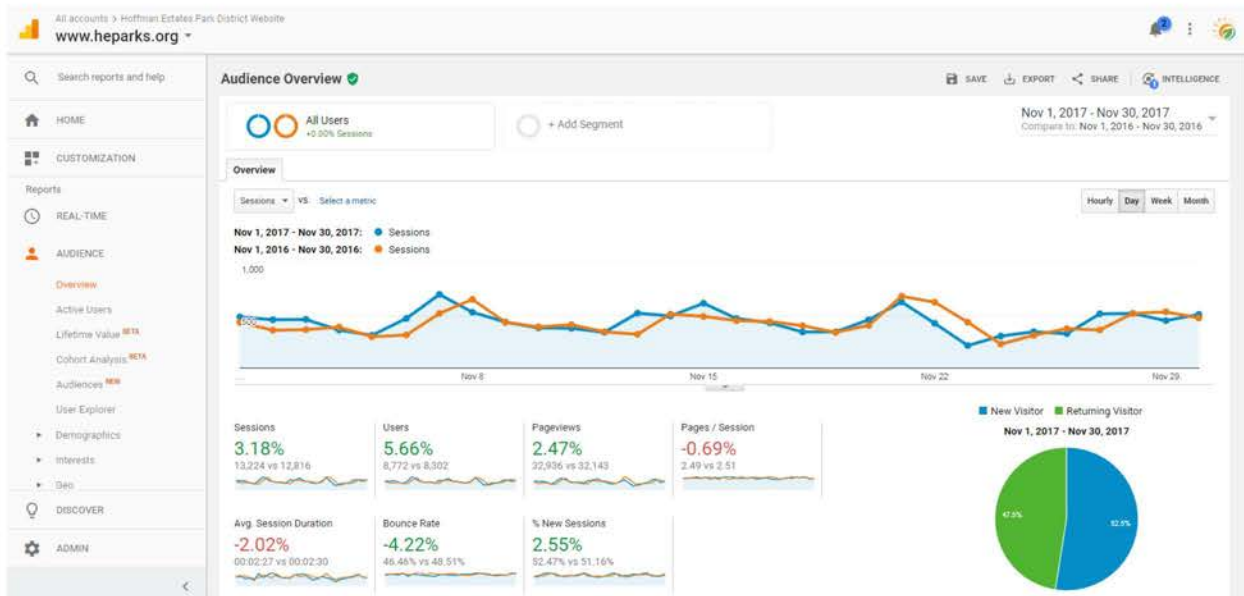 All accounts > Hoffman Estates Park District Website
www.heparks.org
2
Search reports and help
HOME
CUSTOMIZATION
Reports
REAL-TIME
AUDIENCE
Overview
Active Users
Lifetime Value BETA
Cohort Analysis BETA
Audiences NEW
User Explorer
Demographics
Interests
Geo
DISCOVER
ADMIN
Audience Overview
SAVE EXPORT SHARE INTELLIGENCE
All Users
+0.00% Sessions
+ Add Segment
Nov 1, 2017 - Nov 30, 2017
Compare to: Nov 1, 2016 - Nov 30, 2016
Overview
Sessions VS. Select a metric
Hourly Day Week Month
Nov 1, 2017 - Nov 30, 2017: Sessions
Nov 1, 2016 - Nov 30, 2016: Sessions
1,000
500
... Nov 8 Nov 15 Nov 22 Nov 29
New Visitor Returning Visitor
Nov 1, 2017 - Nov 30, 2017
47.5%
52.5%
Sessions
3.18%
13,224 vs 12,816
Users
5.66%
8,772 vs 8,302
Pageviews
2.47%
32,936 vs 32,143
Pages / Session
-0.69%
2.49 vs 2.51
Avg. Session Duration
-2.02%
00:02:27 vs 00:02:30
Bounce Rate
-4.22%
46.46% vs 48.51%
% New Sessions
2.55%
52.47% vs 51.16%